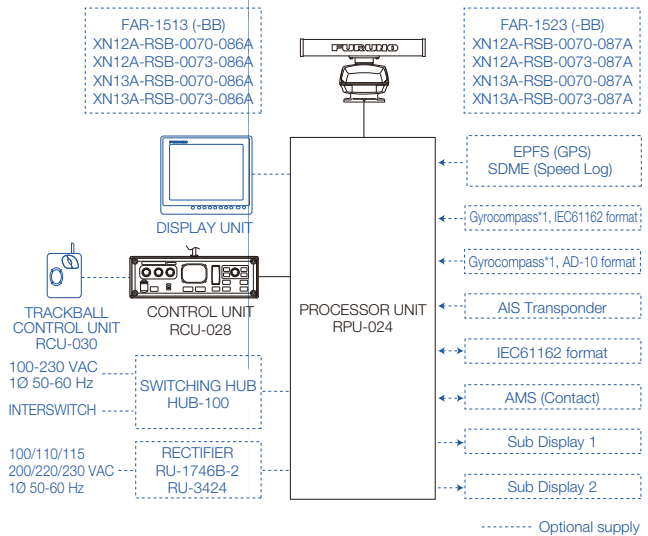 FAR-1513 (-BB)
XN12A-RSB-0070-086A
XN12A-RSB-0073-086A
XN13A-RSB-0070-086A
XN13A-RSB-0073-086A
FURUNO
FAR-1523 (-BB)
XN12A-RSB-0070-087A
XN12A-RSB-0073-087A
XN13A-RSB-0070-087A
XN13A-RSB-0073-087A
FURUNO
DISPLAY UNIT
TRACKBALL
CONTROL UNIT
RCU-030
CONTROL UNIT
RCU-028
PROCESSOR UNIT
RPU-024
EPFS (GPS)
SDME (Speed Log)
Gyrocompass*1, IEC61162 format
Gyrocompass*1, AD-10 format
AIS Transponder
IEC61162 format
AMS (Contact)
Sub Display 1
Sub Display 2
100-230 VAC
1Ø 50-60 Hz
INTERSWITCH
SWITCHING HUB
HUB-100
100/110/115
200/220/230 VAC
1Ø 50-60 Hz
RECTIFIER
RU-1746B-2
RU-3424
Optional supply